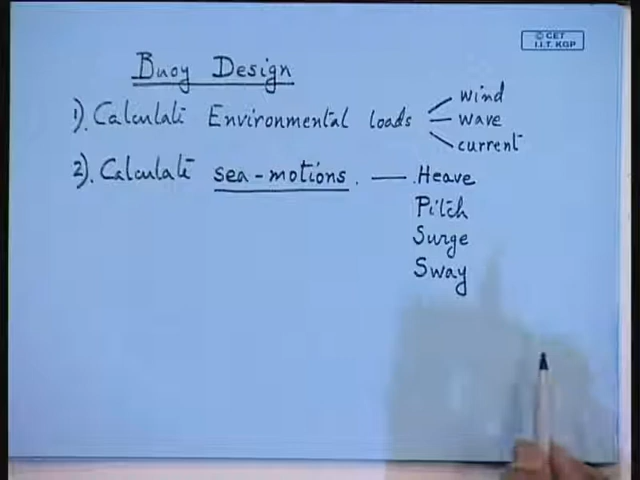 © CET
I.I.T. KGP
Buoy Design
1). Calculate Environmental loads
wind
wave
current
2). Calculate sea-motions. — Heave
Pitch
Surge
Sway